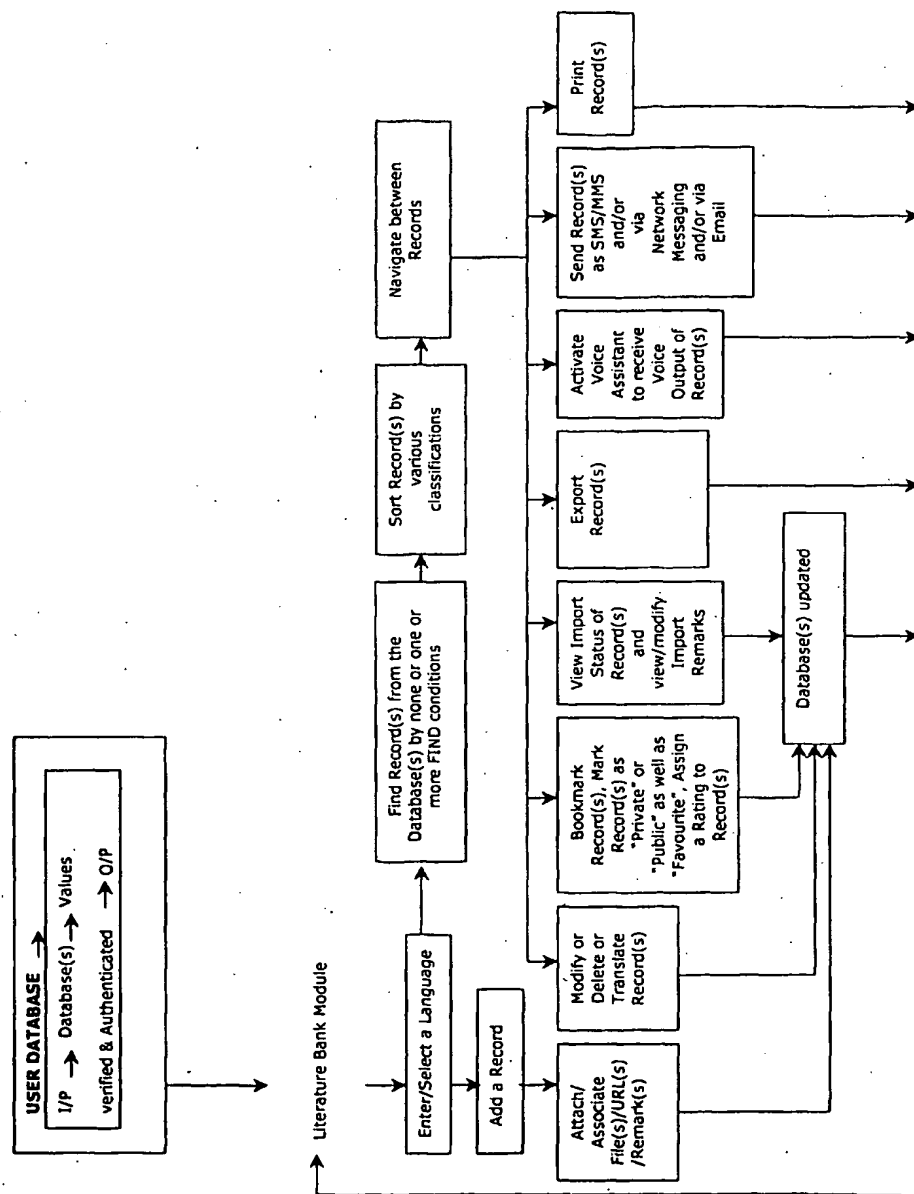 USER DATABASE →
I/P → Database(s) → Values
verified & Authenticated → O/P
Literature Bank Module
Enter/Select a Language
Find Record(s) from the
Database(s) by none or one or
more FIND conditions
Sort Record(s) by
various
classifications
Navigate between
Records
Add a Record
Attach/
Associate
File(s)/URL(s)
/Remark(s)
Modify or
Delete or
Translate
Record(s)
Bookmark
Record(s), Mark
Record(s) as
"Private" or
"Public" as well as
"Favourite", Assign
a Rating to
Record(s)
View Import
Status of
Record(s)
and
view/modify
Import
Remarks
Export
Record(s)
Activate
Voice
Assistant
to receive
Voice
Output of
Record(s)
Send Record(s)
as SMS/MMS
and/or
via
Network
Messaging
and/or via
Email
Print
Record(s)
Database(s) updated